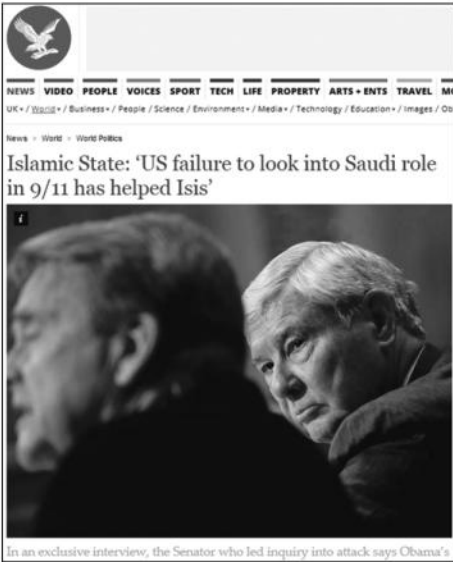 NEWS VIDEO PEOPLE VOICES SPORT TECH LIFE PROPERTY ARTS + ENTS TRAVEL
UK / World / Business / People / Science / Environment / Media / Technology / Education / Images /
News > World > World Politics
Islamic State: ‘US failure to look into Saudi role
in 9/11 has helped Isis’
i
In an exclusive interview, the Senator who led inquiry into attack says Obama's